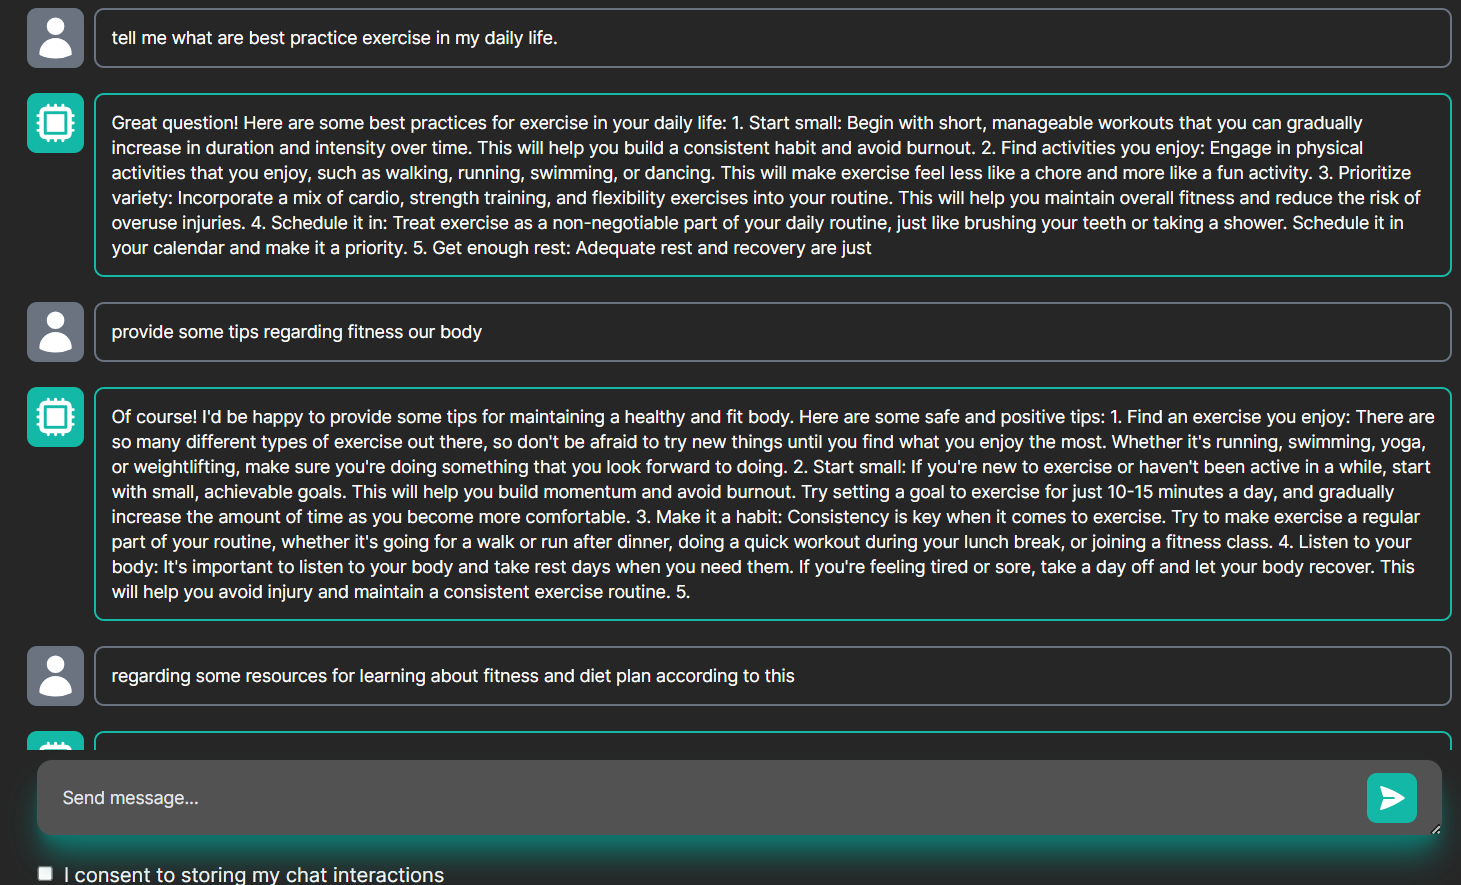 tell me what are best practice exercise in my daily life.
Great question! Here are some best practices for exercise in your daily life: 1. Start small: Begin with short, manageable workouts that you can gradually
increase in duration and intensity over time. This will help you build a consistent habit and avoid burnout. 2. Find activities you enjoy: Engage in physical
activities that you enjoy, such as walking, running, swimming, or dancing. This will make exercise feel less like a chore and more like a fun activity. 3. Prioritize
variety: Incorporate a mix of cardio, strength training, and flexibility exercises into your routine. This will help you maintain overall fitness and reduce the risk of
overuse injuries. 4. Schedule it in: Treat exercise as a non-negotiable part of your daily routine, just like brushing your teeth or taking a shower. Schedule it in
your calendar and make it a priority. 5. Get enough rest: Adequate rest and recovery are just
provide some tips regarding fitness our body
Of course! I'd be happy to provide some tips for maintaining a healthy and fit body. Here are some safe and positive tips: 1. Find an exercise you enjoy: There are
so many different types of exercise out there, so don't be afraid to try new things until you find what you enjoy the most. Whether it's running, swimming, yoga,
or weightlifting, make sure you're doing something that you look forward to doing. 2. Start small: If you're new to exercise or haven't been active in a while, start
with small, achievable goals. This will help you build momentum and avoid burnout. Try setting a goal to exercise for just 10-15 minutes a day, and gradually
increase the amount of time as you become more comfortable. 3. Make it a habit: Consistency is key when it comes to exercise. Try to make exercise a regular
part of your routine, whether it's going for a walk or run after dinner, doing a quick workout during your lunch break, or joining a fitness class. 4. Listen to your
body: It's important to listen to your body and take rest days when you need them. If you're feeling tired or sore, take a day off and let your body recover. This
will help you avoid injury and maintain a consistent exercise routine. 5.
regarding some resources for learning about fitness and diet plan according to this
Send message...
I consent to storing my chat interactions